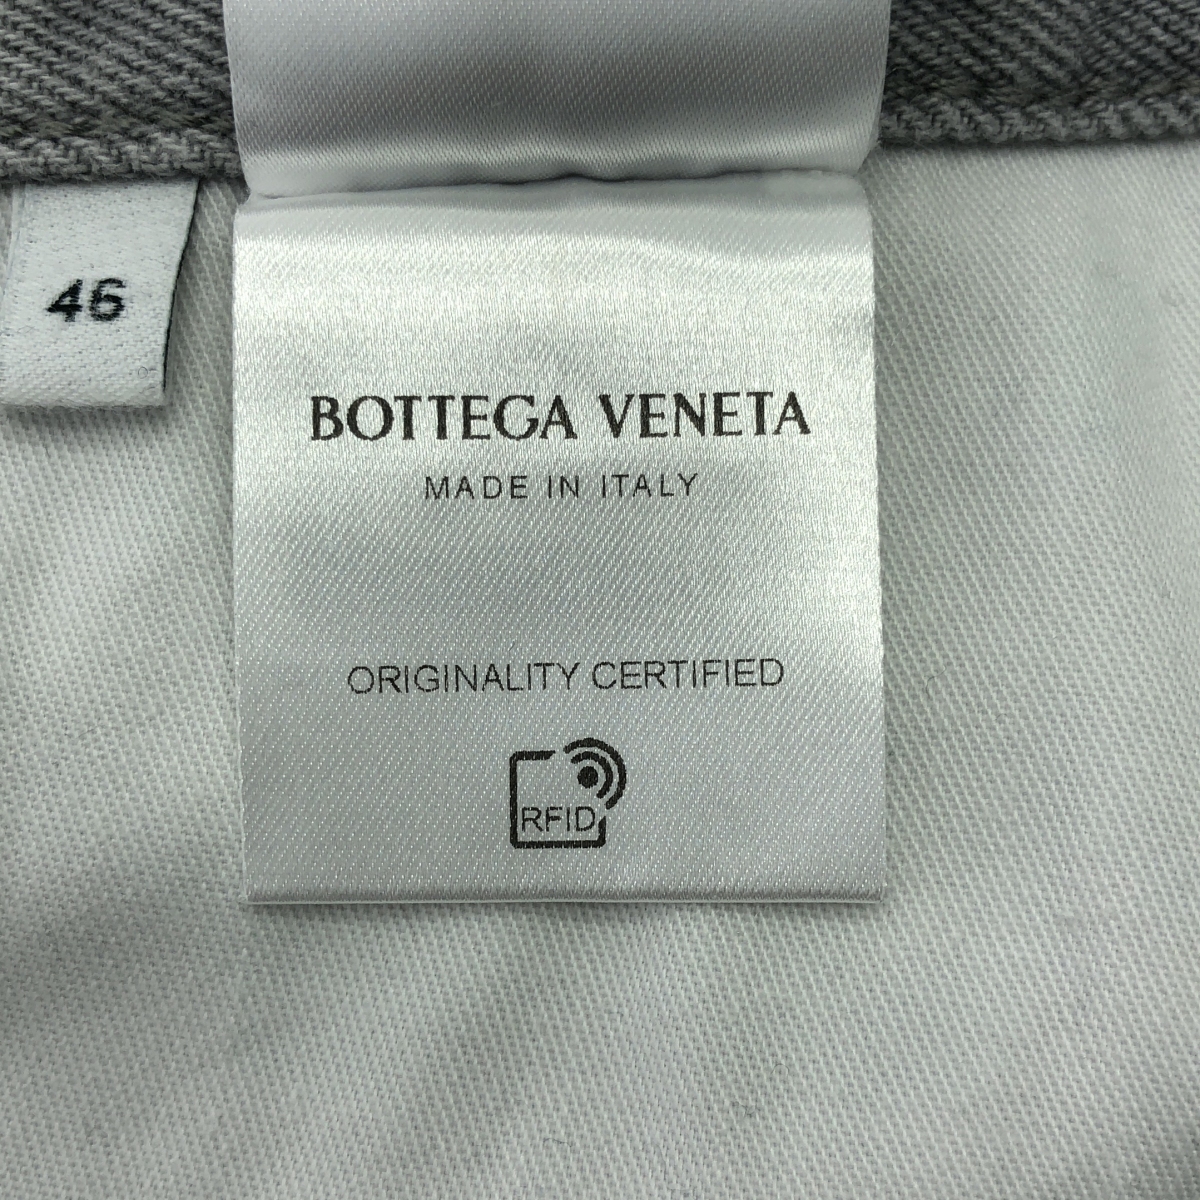 46
BOTTEGA VENETA
MADE IN ITALY
ORIGINALITY CERTIFIED
RFID